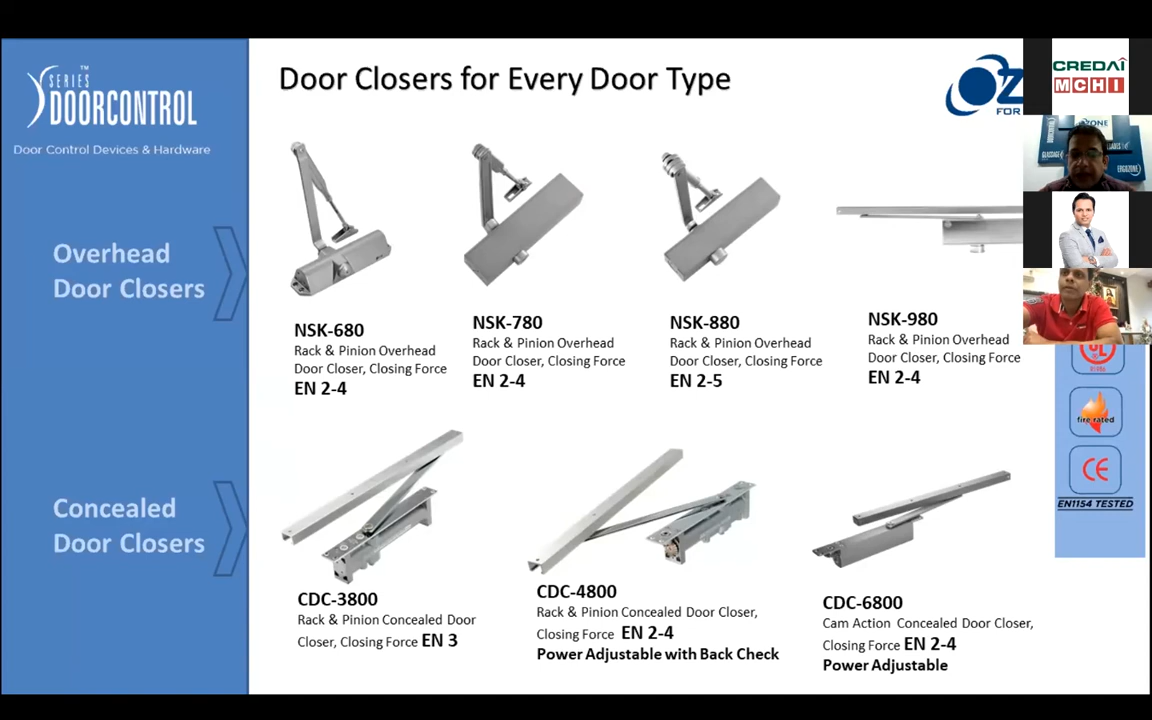 SERIES™
DOORCONTROL
Door Control Devices & Hardware
Door Closers for Every Door Type
FOR
CREDAI
MCHI
OZONE
ERGOZONE
Overhead
Door Closers
NSK-680
Rack & Pinion Overhead
Door Closer, Closing Force
EN 2-4
NSK-780
Rack & Pinion Overhead
Door Closer, Closing Force
EN 2-4
NSK-880
Rack & Pinion Overhead
Door Closer, Closing Force
EN 2-5
NSK-980
Rack & Pinion Overhead
Door Closer, Closing Force
EN 2-4
UL
fire rated
CE
EN1154 TESTED
Concealed
Door Closers
CDC-3800
Rack & Pinion Concealed Door
Closer, Closing Force EN 3
CDC-4800
Rack & Pinion Concealed Door Closer,
Closing Force EN 2-4
Power Adjustable with Back Check
CDC-6800
Cam Action Concealed Door Closer,
Closing Force EN 2-4
Power Adjustable